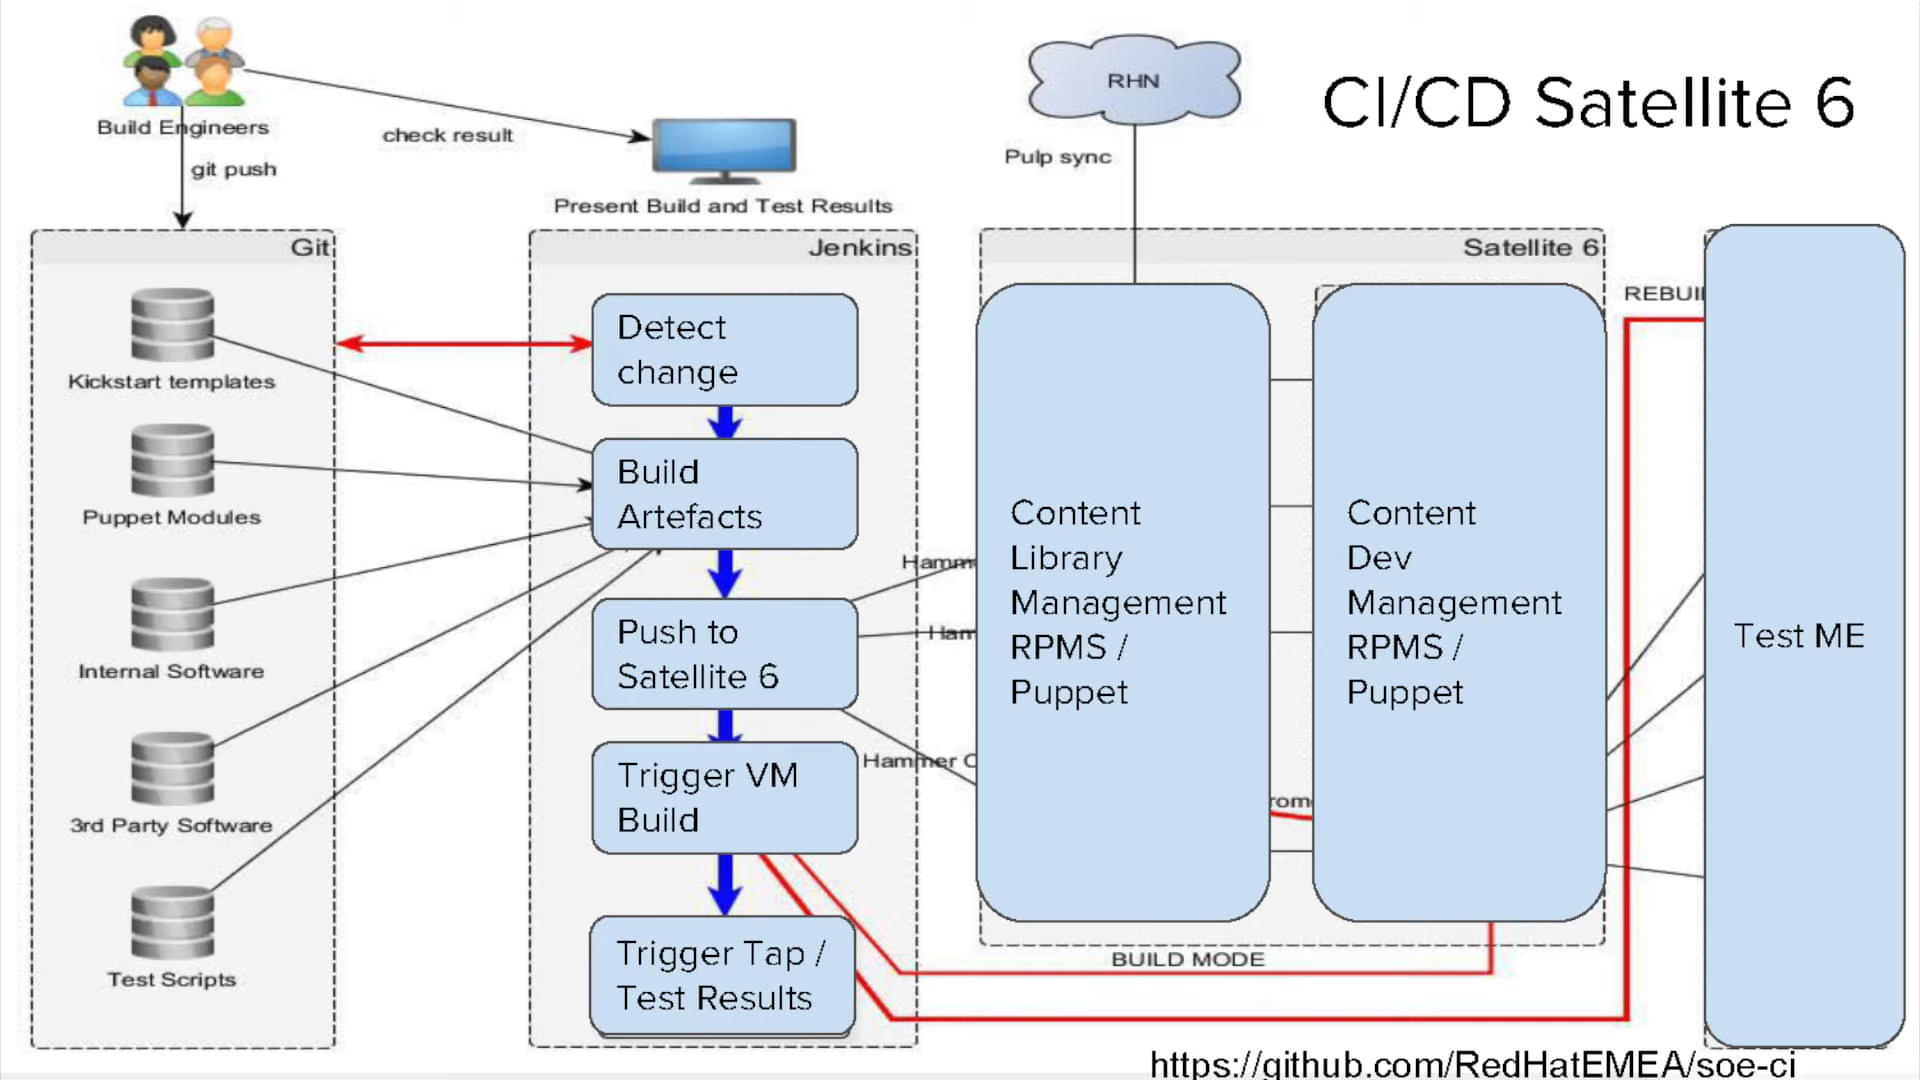 CI/CD Satellite 6
RHN
Build Engineers
check result
git push
Pulp sync
Present Build and Test Results
Git
Jenkins
Satellite 6
Kickstart templates
Puppet Modules
Internal Software
3rd Party Software
Test Scripts
Detect
change
Build
Artefacts
Push to
Satellite 6
Trigger VM
Build
Trigger Tap /
Test Results
Hammer
Content
Library
Management
RPMS /
Puppet
Content
Dev
Management
RPMS /
Puppet
Test ME
BUILD MODE
https://github.com/RedHatEMEA/soe-ci